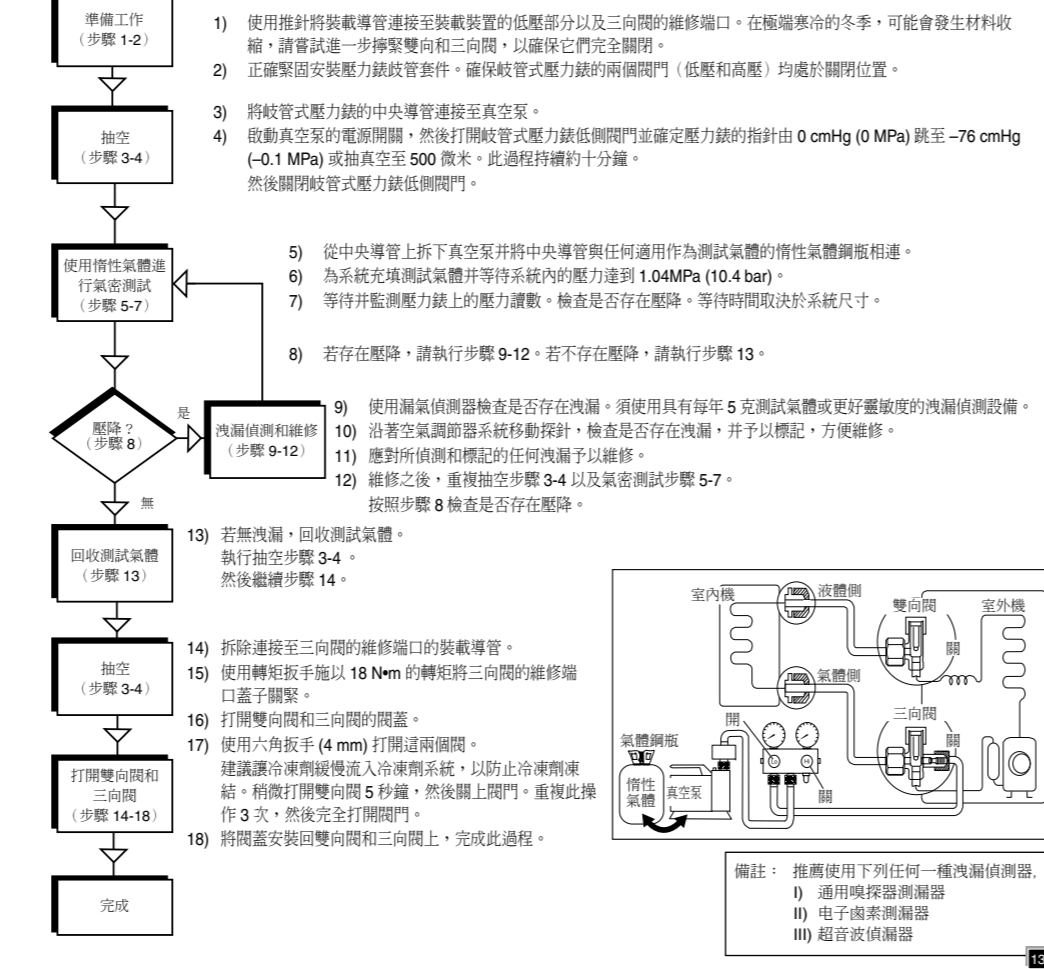 準備工作
(步驟 1-2)
1) 使用推針將裝載導管連接至裝載裝置的低壓部分以及三向閥的維修端口。在極端寒冷的冬季,可能會發生材料收
縮,請嘗試進一步擰緊雙向和三向閥,以確保它們完全關閉。
2) 正確緊固安裝壓力錶歧管套件。確保岐管式壓力錶的兩個閥門(低壓和高壓)均處於關閉位置。
抽空
(步驟 3-4)
3) 將岐管式壓力錶的中央導管連接至真空泵。
4) 啟動真空泵的電源開關,然後打開岐管式壓力錶低側閥門並確定壓力錶的指針由 0 cmHg (0 MPa) 跳至 –76 cmHg
(–0.1 MPa) 或抽真空至 500 微米。此過程持續約十分鐘。
然後關閉岐管式壓力錶低側閥門。
使用惰性氣體進
行氣密測試
(步驟 5-7)
5) 從中央導管上拆下真空泵并將中央導管與任何適用作為測試氣體的惰性氣體鋼瓶相連。
6) 為系統充填測試氣體并等待系統內的壓力達到 1.04MPa (10.4 bar)。
7) 等待并監測壓力錶上的壓力讀數。檢查是否存在壓降。等待時間取決於系統尺寸。
8) 若存在壓降,請執行步驟 9-12。若不存在壓降,請執行步驟 13。
壓降?
(步驟 8)
是
無
洩漏偵測和維修
(步驟 9-12)
9) 使用漏氣偵測器檢查是否存在洩漏。須使用具有每年 5 克測試氣體或更好靈敏度的洩漏偵測設備。
10) 沿著空氣調節器系統移動探針,檢查是否存在洩漏,并予以標記,方便維修。
11) 應對所偵測和標記的任何洩漏予以維修。
12) 維修之後,重複抽空步驟 3-4 以及氣密測試步驟 5-7。
按照步驟 8 檢查是否存在壓降。
回收測試氣體
(步驟 13)
13) 若無洩漏,回收測試氣體。
執行抽空步驟 3-4 。
然後繼續步驟 14。
抽空
(步驟 3-4)
14) 拆除連接至三向閥的維修端口的裝載導管。
15) 使用轉矩扳手施以 18 N•m 的轉矩將三向閥的維修端
口蓋子關緊。
16) 打開雙向閥和三向閥的閥蓋。
17) 使用六角扳手 (4 mm) 打開這兩個閥。
建議讓冷凍劑緩慢流入冷凍劑系統,以防止冷凍劑凍
結。稍微打開雙向閥 5 秒鐘,然後關上閥門。重複此操
作 3 次,然後完全打開閥門。
18) 將閥蓋安裝回雙向閥和三向閥上,完成此過程。
打開雙向閥和
三向閥
(步驟 14-18)
完成
室內機
液體側
雙向閥
室外機
關
氣體側
三向閥
關
開
氣體鋼瓶
Lo
Hi
關
惰性
氣體
真空泵
備註: 推薦使用下列任何一種洩漏偵測器,
I) 通用嗅探器測漏器
II) 电子鹵素測漏器
III) 超音波偵漏器
13